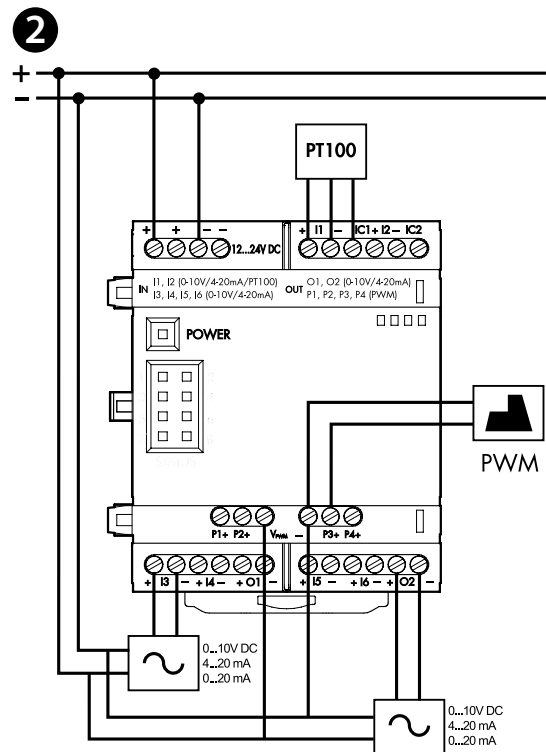 2
+
−
PT100
+ + − −
12...24V DC
+ I1 − IC1+ I2 − IC2
IN I1, I2 (0-10V/4-20mA/PT100)
I3, I4, I5, I6 (0-10V/4-20mA)
OUT O1, O2 (0-10V/4-20mA)
P1, P2, P3, P4 (PWM)
POWER
PWM
P1+ P2+ VPWM − P3+ P4+
+ I3 − + I4 − + O1 −
+ I5 − + I6 − + O2 −
0...10V DC
4...20 mA
0...20 mA
0...10V DC
4...20 mA
0...20 mA